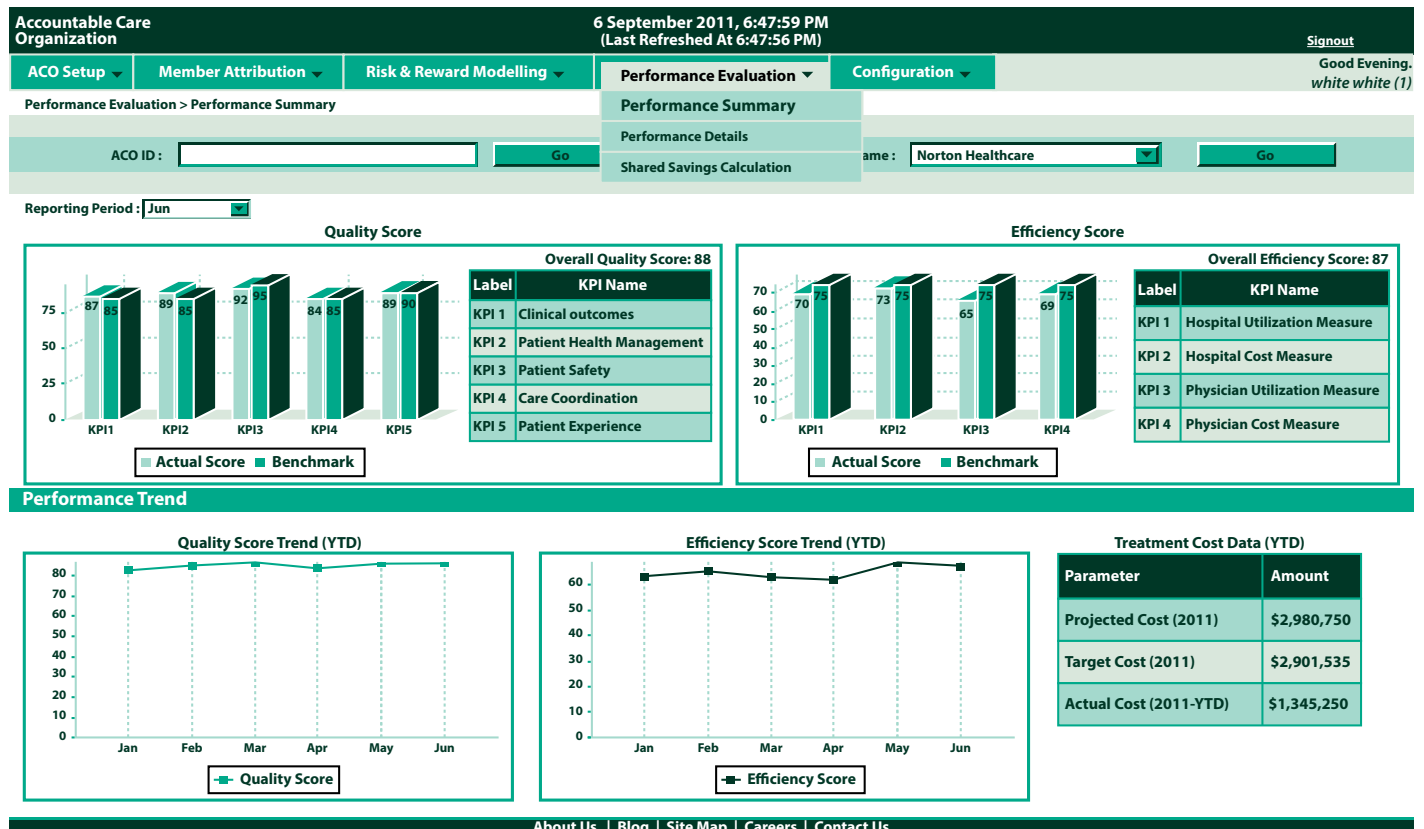 Accountable Care
Organization
6 September 2011, 6:47:59 PM
(Last Refreshed At 6:47:56 PM)
Signout
ACO Setup
Member Attribution
Risk & Reward Modelling
Performance Evaluation
Configuration
Good Evening.
white white (1)
Performance Evaluation > Performance Summary
Performance Summary
Performance Details
Shared Savings Calculation
ACO ID :
Go
ame :
Norton Healthcare
Go
Reporting Period :
Jun
Quality Score
Overall Quality Score: 88
75
50
25
0
87
85
89
85
92
95
84
85
89
90
KPI1
KPI2
KPI3
KPI4
KPI5
Actual Score
Benchmark
Label
KPI Name
KPI 1
Clinical outcomes
KPI 2
Patient Health Management
KPI 3
Patient Safety
KPI 4
Care Coordination
KPI 5
Patient Experience
Efficiency Score
Overall Efficiency Score: 87
70
60
50
40
30
20
10
0
70
75
73
75
65
75
69
75
KPI1
KPI2
KPI3
KPI4
Actual Score
Benchmark
Label
KPI Name
KPI 1
Hospital Utilization Measure
KPI 2
Hospital Cost Measure
KPI 3
Physician Utilization Measure
KPI 4
Physician Cost Measure
Performance Trend
Quality Score Trend (YTD)
80
70
60
50
40
30
20
10
0
Jan
Feb
Mar
Apr
May
Jun
Quality Score
Efficiency Score Trend (YTD)
60
50
40
30
20
10
0
Jan
Feb
Mar
Apr
May
Jun
Efficiency Score
Treatment Cost Data (YTD)
Parameter
Amount
Projected Cost (2011)
$2,980,750
Target Cost (2011)
$2,901,535
Actual Cost (2011-YTD)
$1,345,250
About Us | Blog | Site Map | Careers | Contact Us